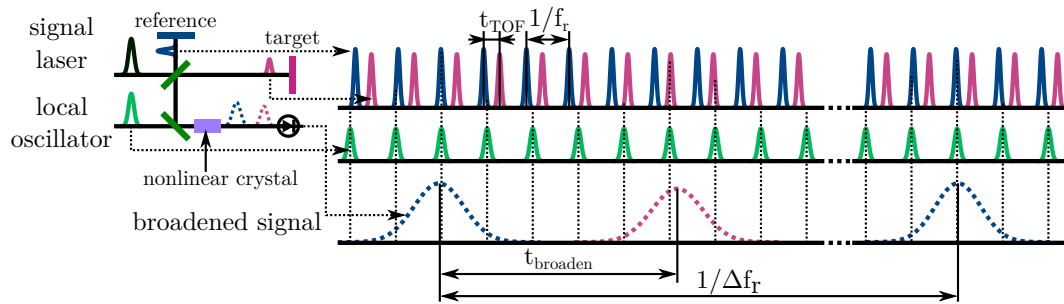 signal
laser
reference
target
local
oscillator
nonlinear crystal
broadened signal
t_TOF
1/f_r
t_broaden
1/Δf_r